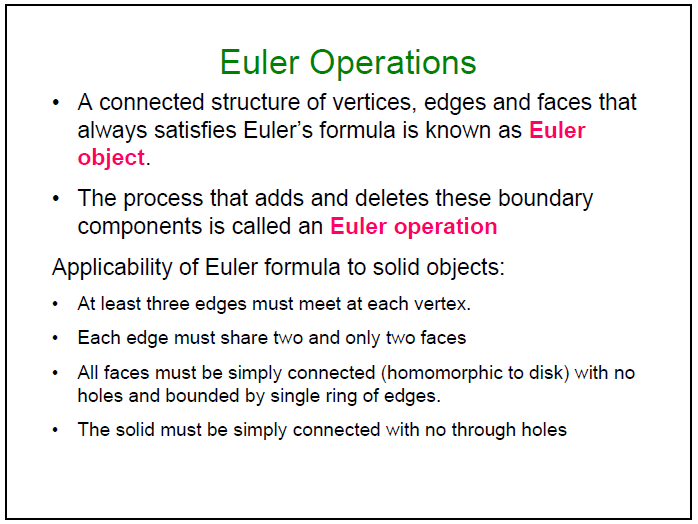 Euler Operations
• A connected structure of vertices, edges and faces that
always satisfies Euler's formula is known as Euler
object.
• The process that adds and deletes these boundary
components is called an Euler operation
Applicability of Euler formula to solid objects:
• At least three edges must meet at each vertex.
• Each edge must share two and only two faces
• All faces must be simply connected (homomorphic to disk) with no
holes and bounded by single ring of edges.
• The solid must be simply connected with no through holes